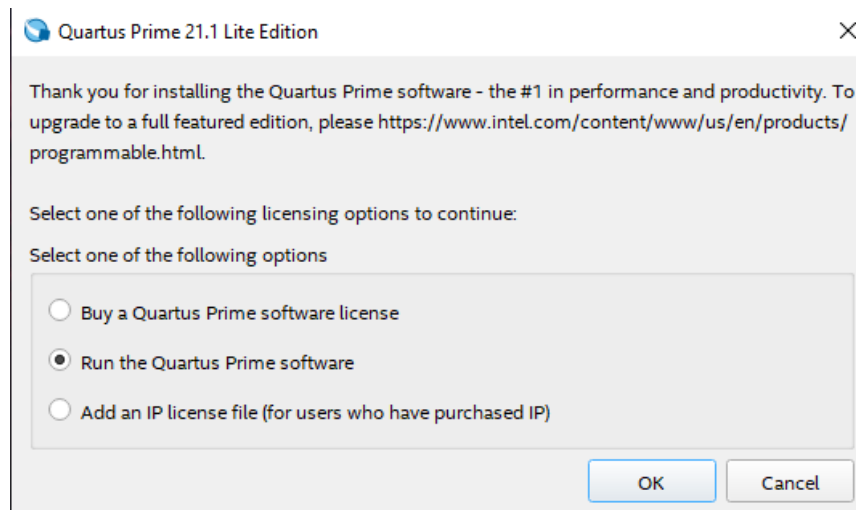 Quartus Prime 21.1 Lite Edition
Thank you for installing the Quartus Prime software - the #1 in performance and productivity. To
upgrade to a full featured edition, please https://www.intel.com/content/www/us/en/products/
programmable.html.
Select one of the following licensing options to continue:
Select one of the following options
Buy a Quartus Prime software license
Run the Quartus Prime software
Add an IP license file (for users who have purchased IP)
OK Cancel